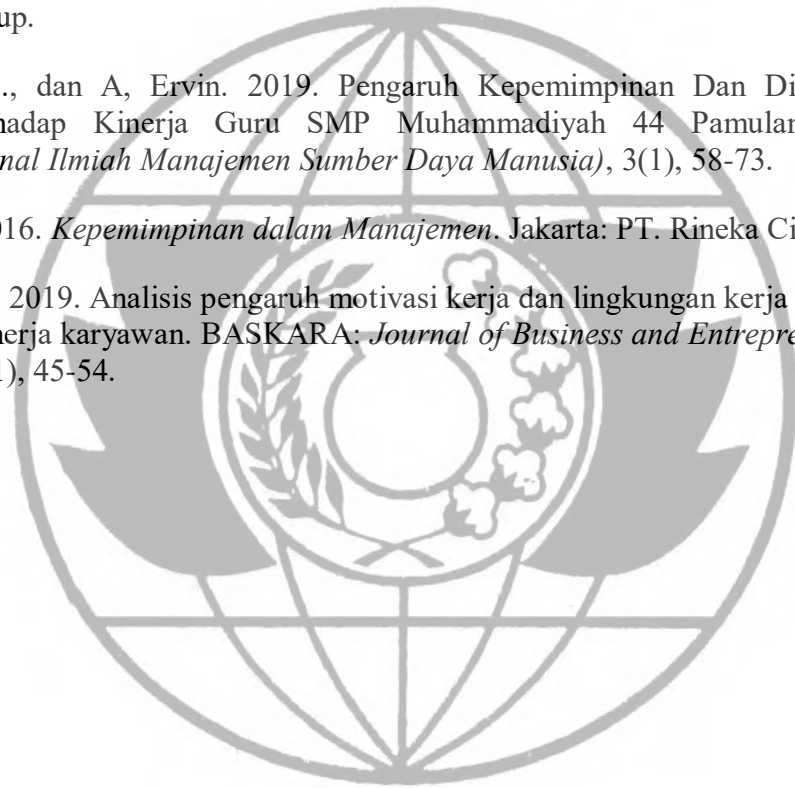 up.
., dan A, Ervin. 2019. Pengaruh Kepemimpinan Dan Di
hadap Kinerja Guru SMP Muhammadiyah 44 Pamulan
nal Ilmiah Manajemen Sumber Daya Manusia), 3(1), 58-73.
016. Kepemimpinan dalam Manajemen. Jakarta: PT. Rineka Ci
2019. Analisis pengaruh motivasi kerja dan lingkungan kerja
nerja karyawan. BASKARA: Journal of Business and Entrepre
1), 45-54.